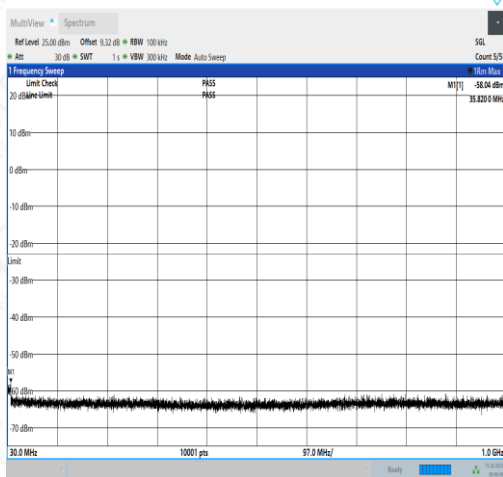 MultiView Spectrum
Ref Level 25.00 dBm Offset 9.32 dB RBW 100 kHz SGL
Att 30 dB SWT 1 s VBW 300 kHz Mode Auto Sweep Count 5/5
1 Frequency Sweep 1Rm Max
Limit Check PASS M1[1] -58.04 dBm
20 dBm Line Limit PASS 35.820 0 MHz
10 dBm
0 dBm
-10 dBm
-20 dBm
Limit
-30 dBm
-40 dBm
-50 dBm
M1
-60 dBm
-70 dBm
30.0 MHz 10001 pts 97.0 MHz/ 1.0 GHz
Ready